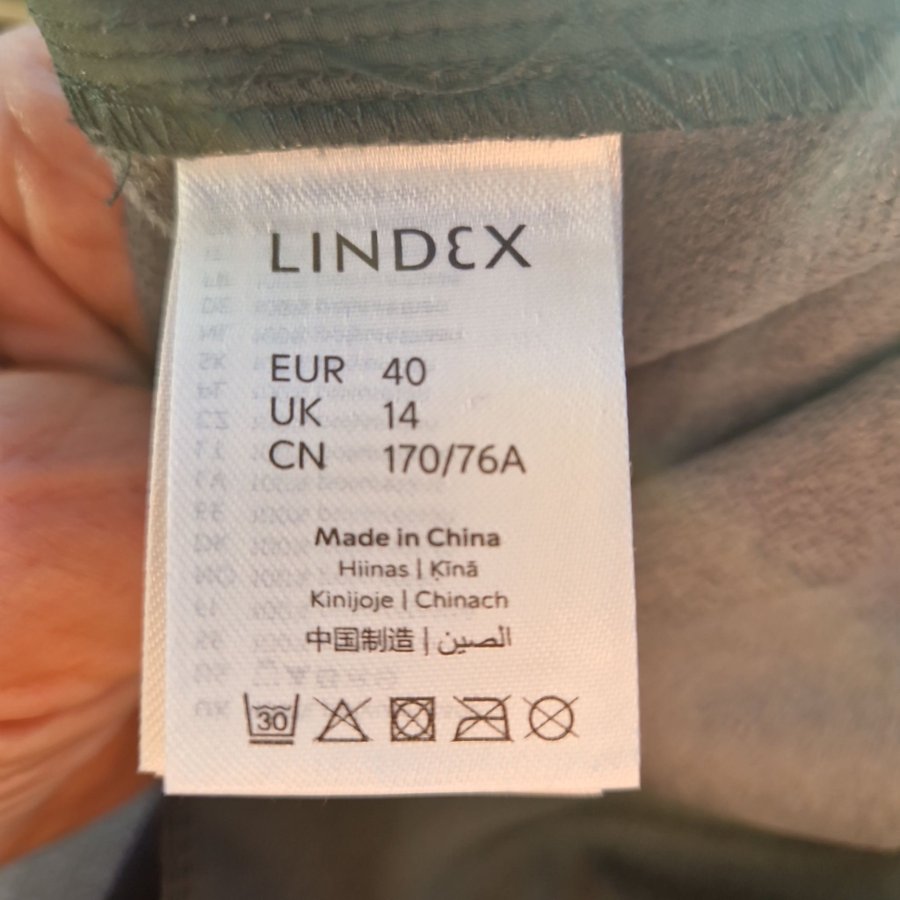 LINDEX
EUR 40
UK 14
CN 170/76A
Made in China
Hiinas | Ķīnā
Kinijoje | Chinach
中国制造 | الصين
30